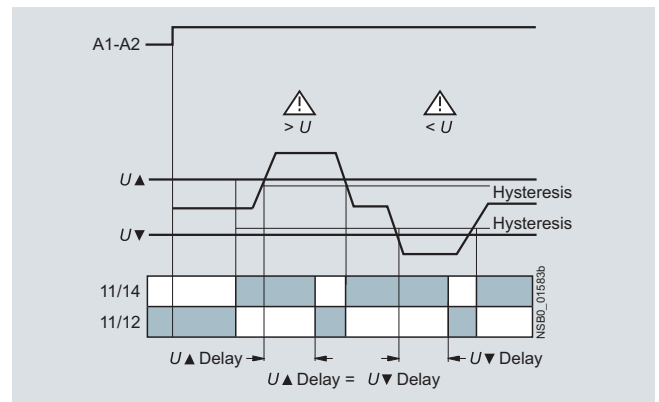 A1-A2
> U
< U
U▲
Hysteresis
Hysteresis
U▼
11/14
11/12
NSB0_01583b
U▲ Delay
U▼ Delay
U▲ Delay = U▼ Delay